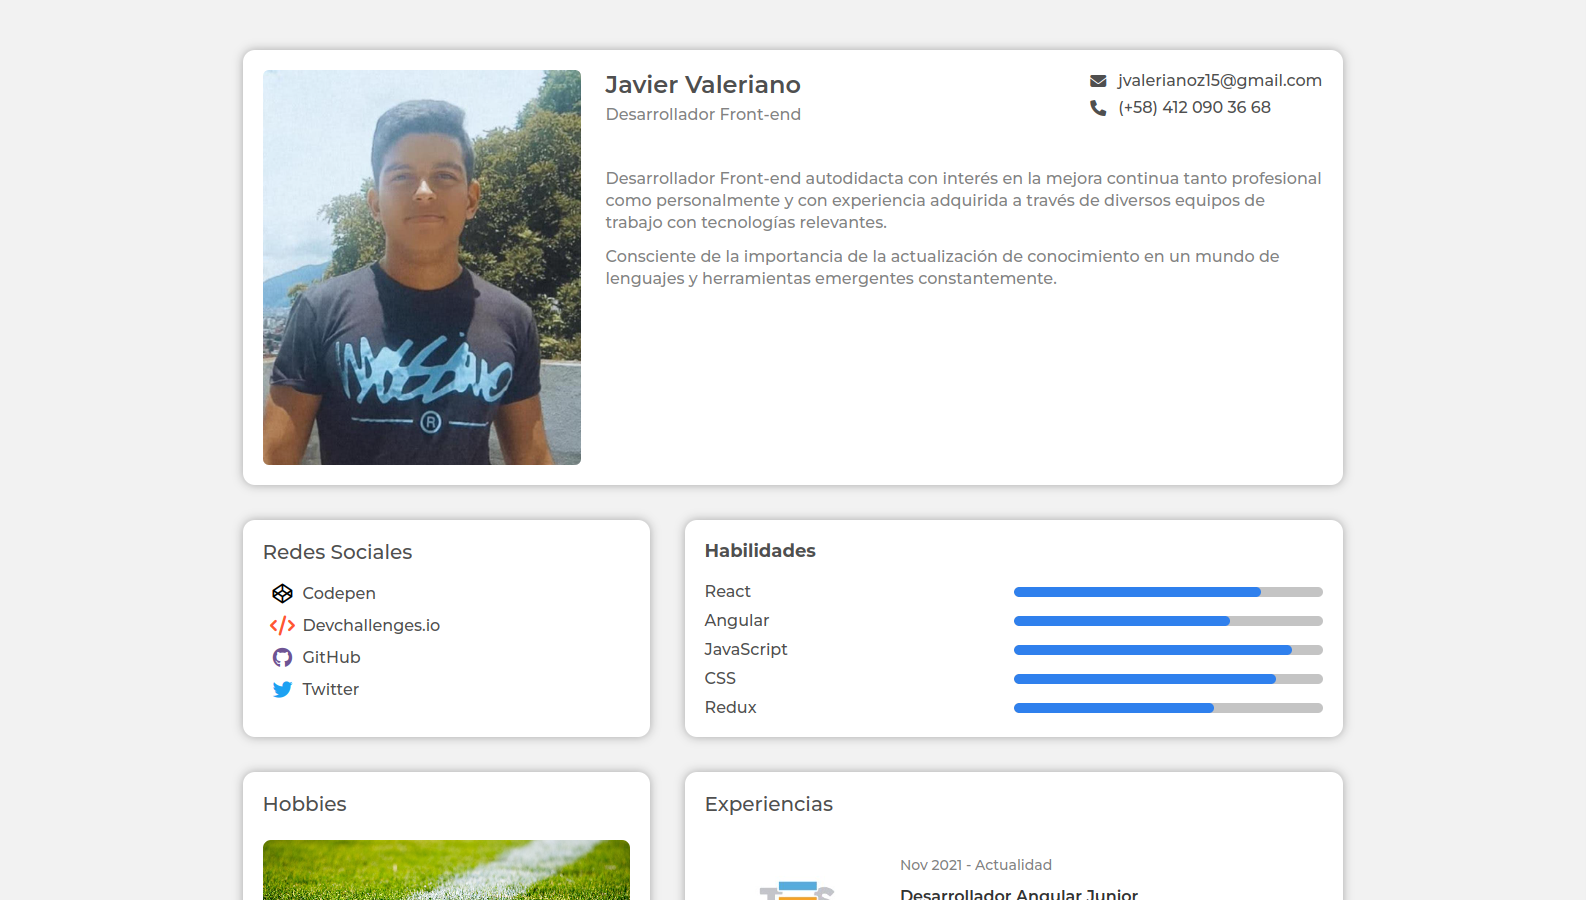 Javier Valeriano
Desarrollador Front-end
jvalerianoz15@gmail.com
(+58) 412 090 36 68
Desarrollador Front-end autodidacta con interés en la mejora continua tanto profesional
como personalmente y con experiencia adquirida a través de diversos equipos de
trabajo con tecnologías relevantes.
Consciente de la importancia de la actualización de conocimiento en un mundo de
lenguajes y herramientas emergentes constantemente.
MOSSIMO
®
Redes Sociales
Codepen
Devchallenges.io
GitHub
Twitter
Habilidades
React
Angular
JavaScript
CSS
Redux
Hobbies
Experiencias
Nov 2021 - Actualidad
Desarrollador Angular Junior